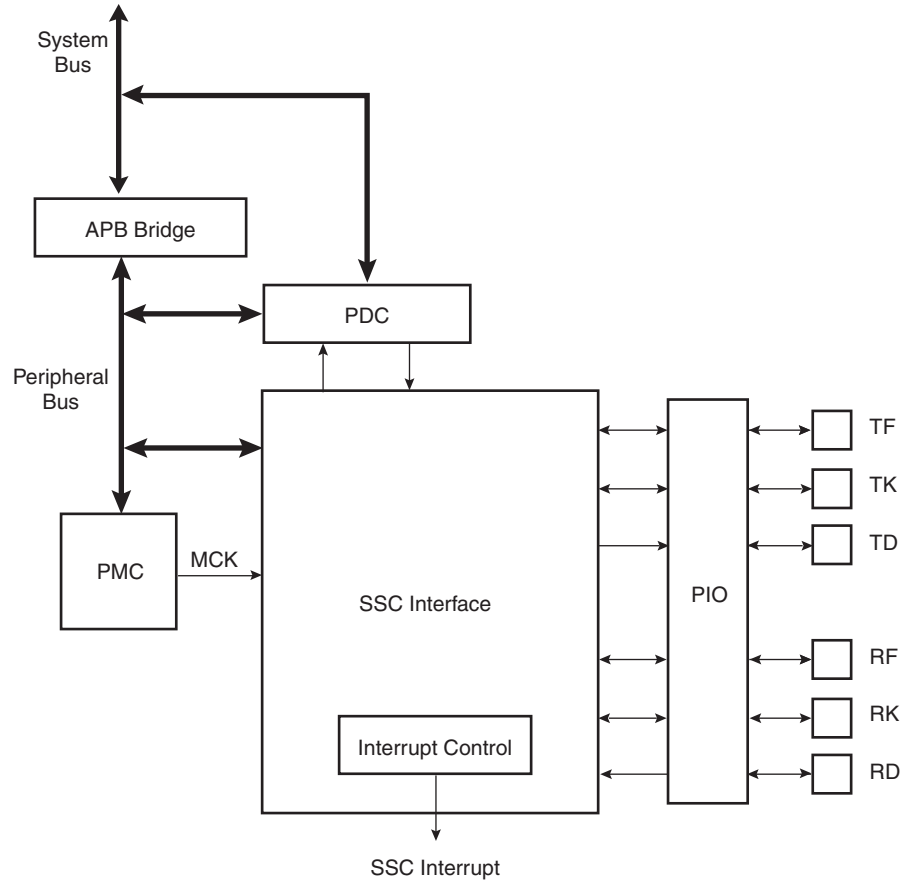 System
Bus
APB Bridge
PDC
Peripheral
Bus
TF
TK
PMC
MCK
TD
SSC Interface
PIO
RF
RK
Interrupt Control
RD
SSC Interrupt